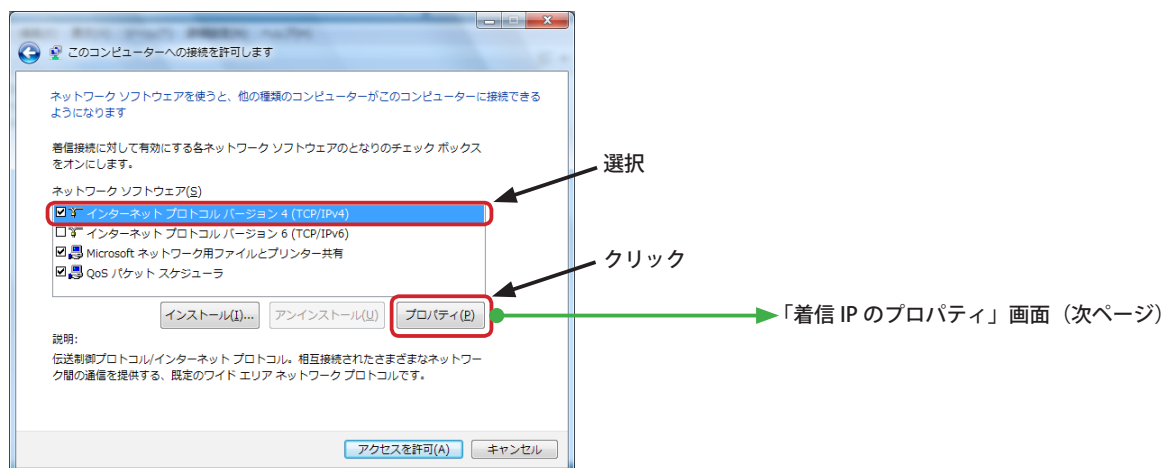 このコンピューターへの接続を許可します
ネットワーク ソフトウェアを使うと、他の種類のコンピューターがこのコンピューターに接続できる
ようになります
着信接続に対して有効にする各ネットワーク ソフトウェアのとなりのチェック ボックス
をオンにします。
選択
ネットワーク ソフトウェア(S)
インターネット プロトコル バージョン 4 (TCP/IPv4)
インターネット プロトコル バージョン 6 (TCP/IPv6)
Microsoft ネットワーク用ファイルとプリンター共有
クリック
QoS パケット スケジューラ
インストール(I)... アンインストール(U) プロパティ(P)
「着信 IP のプロパティ」画面（次ページ）
説明:
伝送制御プロトコル/インターネット プロトコル。相互接続されたさまざまなネットワー
ク間の通信を提供する、既定のワイド エリア ネットワーク プロトコルです。
アクセスを許可(A) キャンセル